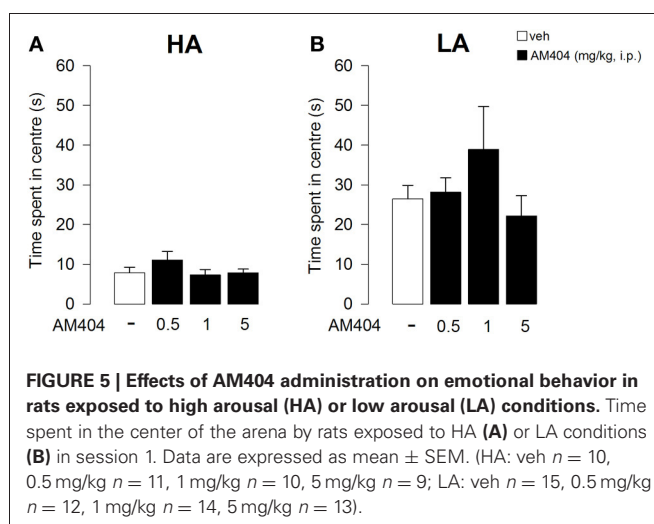 A HA B LA
veh
AM404 (mg/kg, i.p.)
Time spent in centre (s)
60
50
40
30
20
10
0
AM404 - 0.5 1 5
Time spent in centre (s)
60
50
40
30
20
10
0
AM404 - 0.5 1 5
FIGURE 5 | Effects of AM404 administration on emotional behavior in
rats exposed to high arousal (HA) or low arousal (LA) conditions. Time
spent in the center of the arena by rats exposed to HA (A) or LA conditions
(B) in session 1. Data are expressed as mean ± SEM. (HA: veh n = 10,
0.5 mg/kg n = 11, 1 mg/kg n = 10, 5 mg/kg n = 9; LA: veh n = 15, 0.5 mg/kg
n = 12, 1 mg/kg n = 14, 5 mg/kg n = 13).